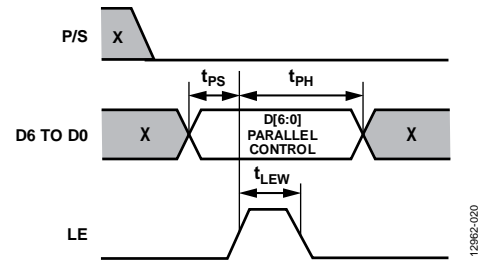 P/S
X
tPS
tPH
D6 TO D0
X
D[6:0]
PARALLEL
CONTROL
X
tLEW
LE
12962-020